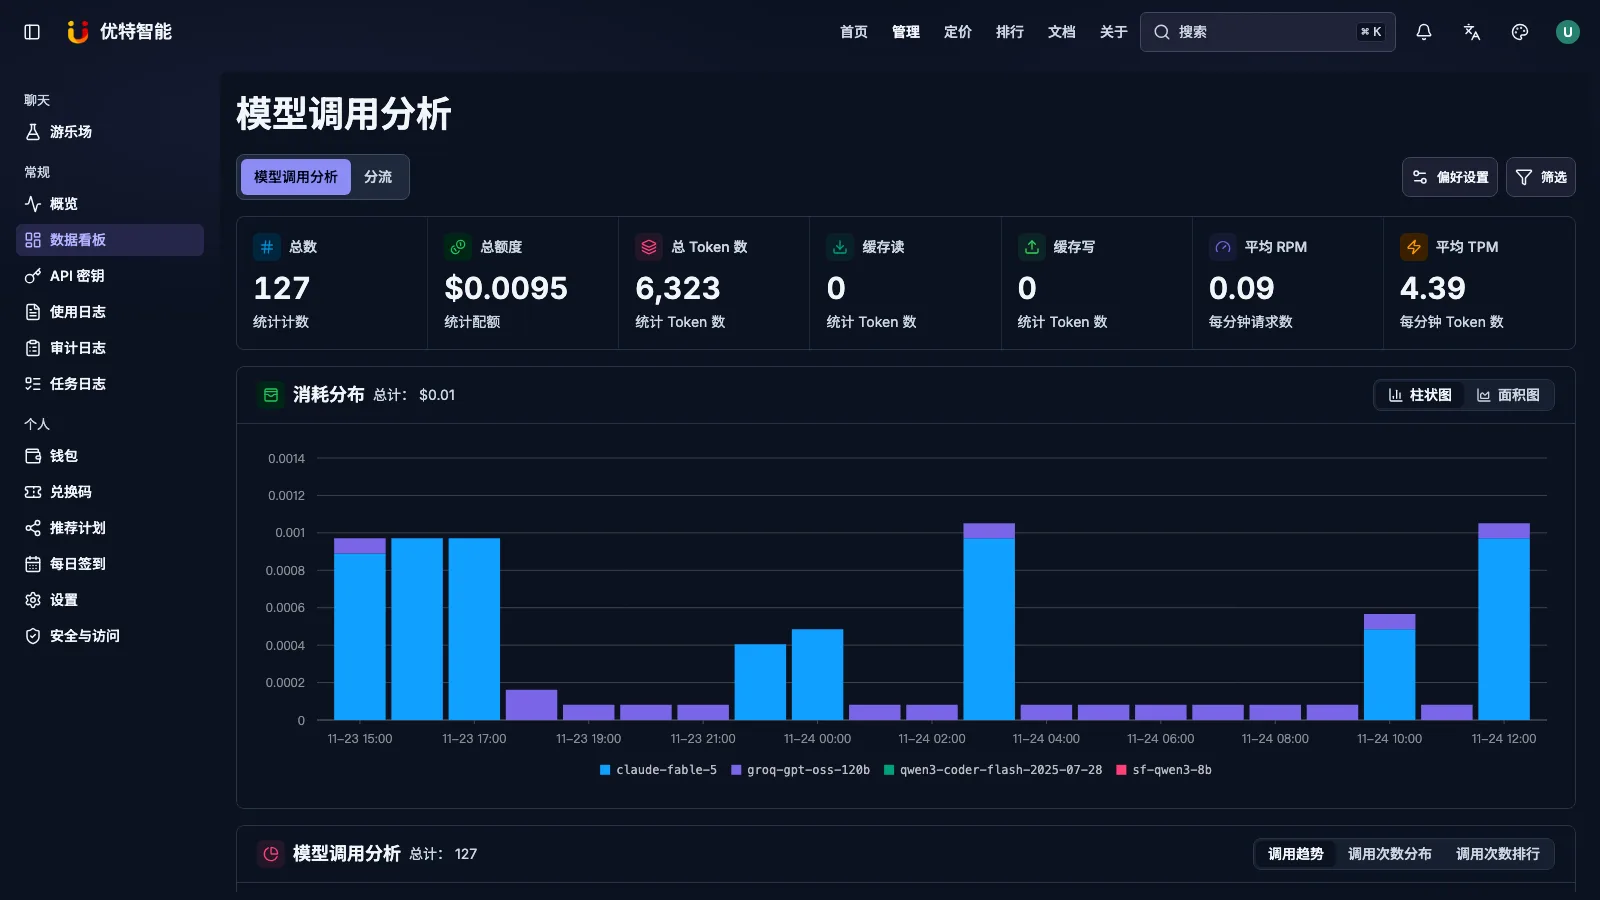 优特智能
首页 管理 定价 排行 文档 关于
搜索 ⌘ K
U
聊天
游乐场
常规
概览
数据看板
API 密钥
使用日志
审计日志
任务日志
个人
钱包
兑换码
推荐计划
每日签到
设置
安全与访问
模型调用分析
模型调用分析 分流
偏好设置 筛选
总数
127
统计计数
总额度
$0.0095
统计配额
总 Token 数
6,323
统计 Token 数
缓存读
0
统计 Token 数
缓存写
0
统计 Token 数
平均 RPM
0.09
每分钟请求数
平均 TPM
4.39
每分钟 Token 数
消耗分布 总计： $0.01
柱状图 面积图
0.0014
0.0012
0.001
0.0008
0.0006
0.0004
0.0002
0
11-23 15:00 11-23 17:00 11-23 19:00 11-23 21:00 11-24 00:00 11-24 02:00 11-24 04:00 11-24 06:00 11-24 08:00 11-24 10:00 11-24 12:00
claude-fable-5 groq-gpt-oss-120b qwen3-coder-flash-2025-07-28 sf-qwen3-8b
模型调用分析 总计： 127
调用趋势 调用次数分布 调用次数排行